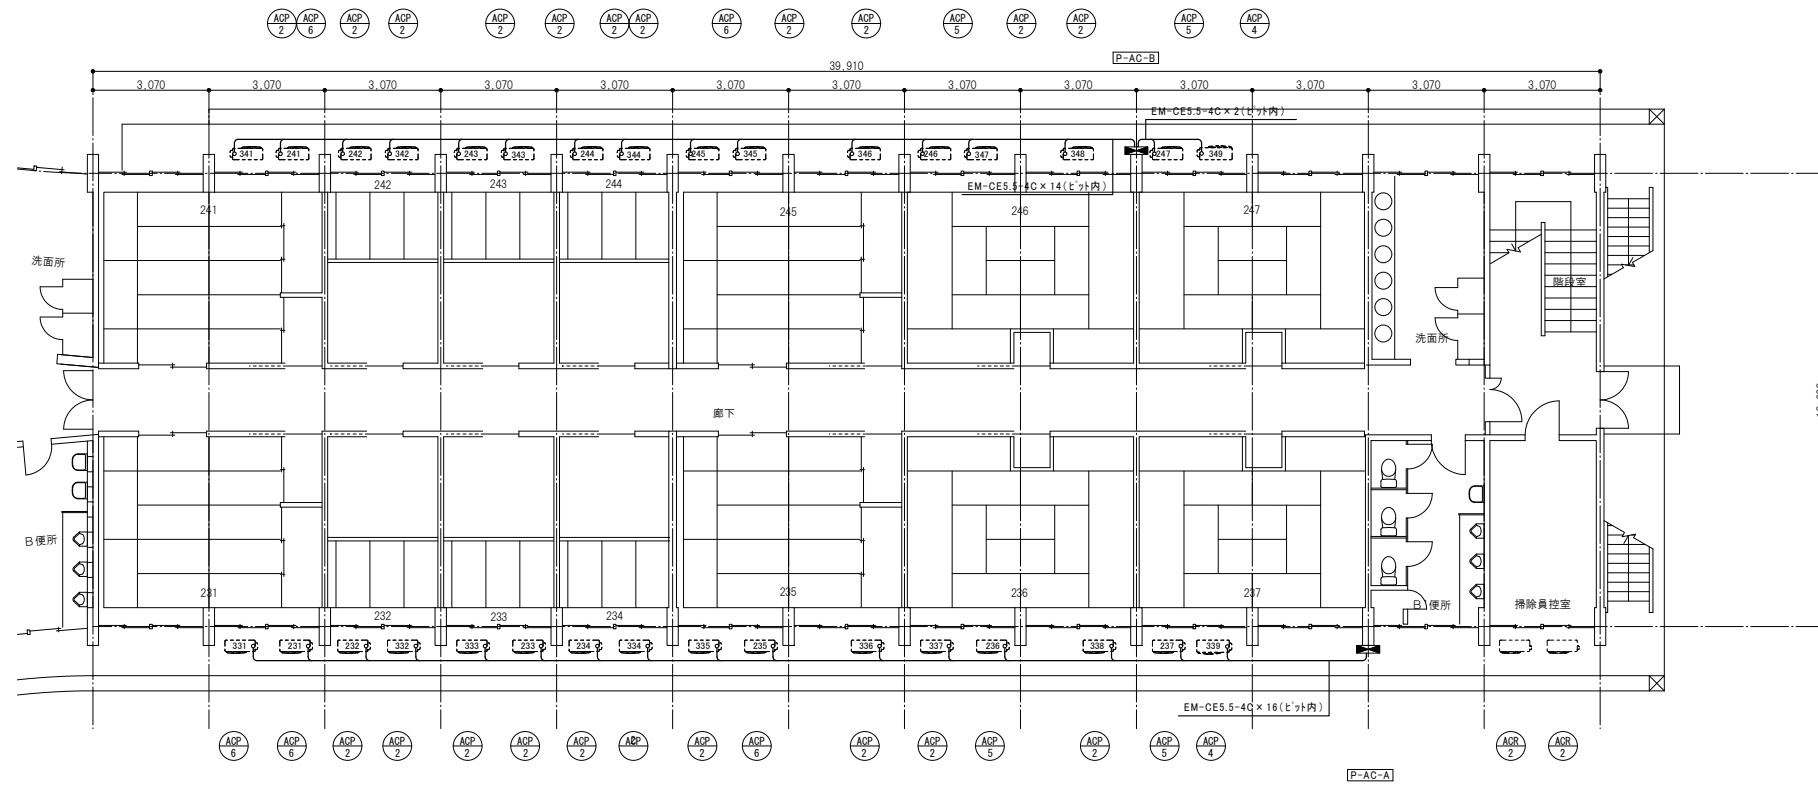 ACP 2
ACP 6
ACP 2
ACP 2
ACP 2
ACP 2
ACP 2
ACP 2
ACP 6
ACP 2
ACP 2
ACP 5
ACP 2
ACP 2
ACP 5
ACP 4
P-AC-B
39,910
3,070 3,070 3,070 3,070 3,070 3,070 3,070 3,070 3,070 3,070 3,070 3,070 3,070
EM-CE5.5-4C×2(ﾋﾟｯﾄ内)
341 241 242 342 243 343 244 344 245 345 346 246 347 348 247 349
EM-CE5.5-4C×14(ﾋﾟｯﾄ内)
242 243 244
241 245 246 247
洗面所
階段室
洗面所
廊下
B便所
231 232 233 234 235 236 237
B 便所
掃除員控室
331 231 232 332 333 233 234 334 335 235 336 337 236 338 237 339
EM-CE5.5-4C×16(ﾋﾟｯﾄ内)
ACP 6
ACP 6
ACP 2
ACP 2
ACP 2
ACP 2
ACP 2
ACP 2
ACP 2
ACP 6
ACP 2
ACP 2
ACP 5
ACP 2
ACP 5
ACP 4
ACR 2
ACR 2
P-AC-A